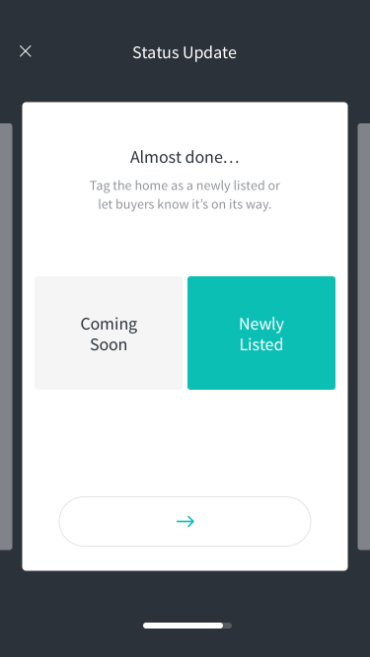 Status Update
Almost done...
Tag the home as a newly listed or
let buyers know it's on its way.
Coming
Soon
Newly
Listed